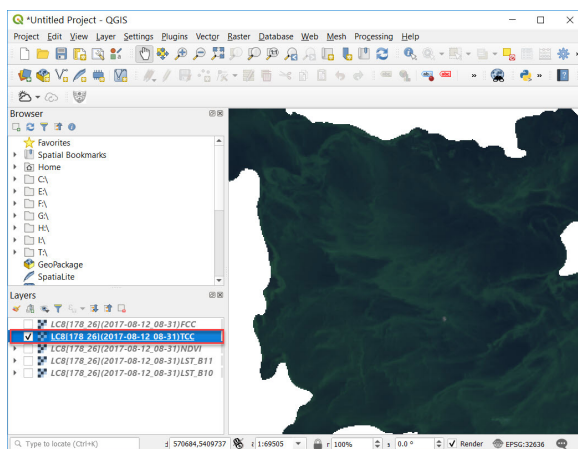 *Untitled Project - QGIS
Project Edit View Layer Settings Plugins Vector Raster Database Web Mesh Processing Help
Browser
Favorites
Spatial Bookmarks
Home
C:\
E:\
F:\
G:\
H:\
I:\
T:\
GeoPackage
SpatiaLite
Layers
LC8[178_26](2017-08-12_08-31)FCC
LC8[178_26](2017-08-12_08-31)TCC
LC8[178_26](2017-08-12_08-31)NDVI
LC8[178_26](2017-08-12_08-31)LST_B11
LC8[178_26](2017-08-12_08-31)LST_B10
Type to locate (Ctrl+K) 570684,5409737 1:69505 100% 0.0 ° Render EPSG:32636